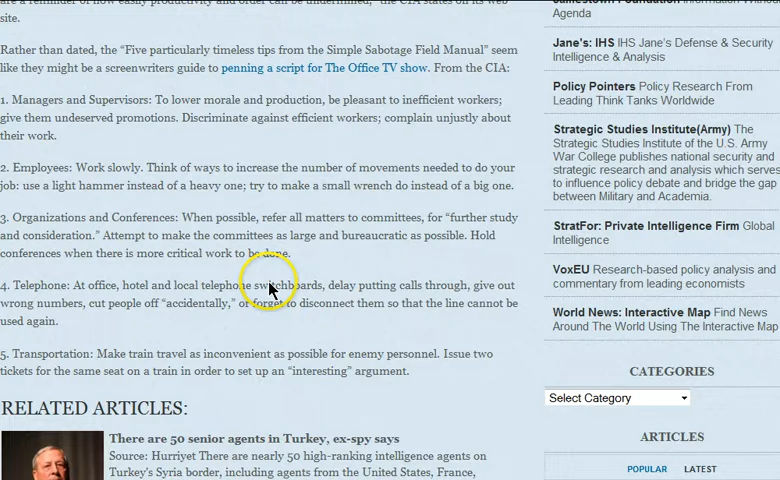 are a reminder of how easily productivity and order can be undermined," the CIA states on its web
site.
Rather than dated, the “Five particularly timeless tips from the Simple Sabotage Field Manual” seem
like they might be a screenwriters guide to penning a script for The Office TV show. From the CIA:
1. Managers and Supervisors: To lower morale and production, be pleasant to inefficient workers;
give them undeserved promotions. Discriminate against efficient workers; complain unjustly about
their work.
2. Employees: Work slowly. Think of ways to increase the number of movements needed to do your
job: use a light hammer instead of a heavy one; try to make a small wrench do instead of a big one.
3. Organizations and Conferences: When possible, refer all matters to committees, for “further study
and consideration.” Attempt to make the committees as large and bureaucratic as possible. Hold
conferences when there is more critical work to be done.
4. Telephone: At office, hotel and local telephone switchboards, delay putting calls through, give out
wrong numbers, cut people off “accidentally,” or forget to disconnect them so that the line cannot be
used again.
5. Transportation: Make train travel as inconvenient as possible for enemy personnel. Issue two
tickets for the same seat on a train in order to set up an “interesting” argument.
RELATED ARTICLES:
There are 50 senior agents in Turkey, ex-spy says
Source: Hurriyet There are nearly 50 high-ranking intelligence agents on
Turkey's Syria border, including agents from the United States, France,
Jamestown Foundation Information Without
Agenda
Jane's: IHS IHS Jane's Defense & Security
Intelligence & Analysis
Policy Pointers Policy Research From
Leading Think Tanks Worldwide
Strategic Studies Institute(Army) The
Strategic Studies Institute of the U.S. Army
War College publishes national security and
strategic research and analysis which serves
to influence policy debate and bridge the gap
between Military and Academia.
StratFor: Private Intelligence Firm Global
Intelligence
VoxEU Research-based policy analysis and
commentary from leading economists
World News: Interactive Map Find News
Around The World Using The Interactive Map
CATEGORIES
Select Category
ARTICLES
POPULAR LATEST